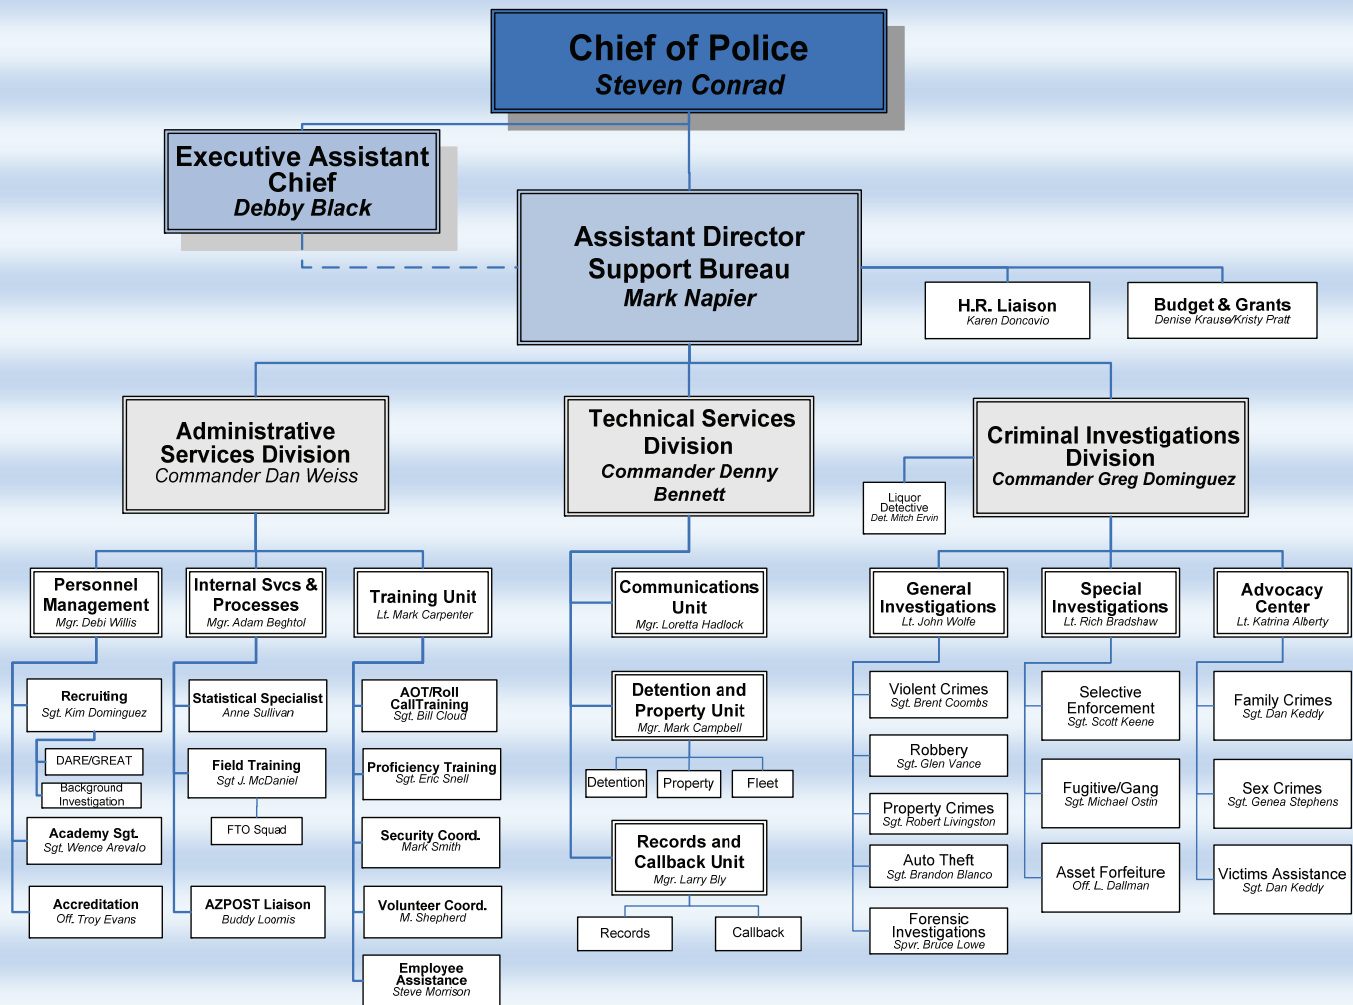 Chief of Police
Steven Conrad
Executive Assistant
Chief
Debby Black
Assistant Director
Support Bureau
Mark Napier
H.R. Liaison
Karen Doncovio
Budget & Grants
Denise Krause/Kristy Pratt
Administrative
Services Division
Commander Dan Weiss
Technical Services
Division
Commander Denny
Bennett
Criminal Investigations
Division
Commander Greg Dominguez
Liquor
Detective
Det. Mitch Ervin
Personnel
Management
Mgr. Debi Willis
Internal Svcs &
Processes
Mgr. Adam Beghtol
Training Unit
Lt. Mark Carpenter
Communications
Unit
Mgr. Loretta Hadlock
General
Investigations
Lt. John Wolfe
Special
Investigations
Lt. Rich Bradshaw
Advocacy
Center
Lt. Katrina Alberty
Recruiting
Sgt. Kim Dominguez
DARE/GREAT
Background
Investigation
Academy Sgt.
Sgt. Wence Arevalo
Accreditation
Off. Troy Evans
Statistical Specialist
Anne Sullivan
Field Training
Sgt J. McDaniel
FTO Squad
AZPOST Liaison
Buddy Loomis
AOT/Roll
CallTraining
Sgt. Bill Cloud
Proficiency Training
Sgt. Eric Snell
Security Coord.
Mark Smith
Volunteer Coord.
M. Shepherd
Employee
Assistance
Steve Morrison
Detention and
Property Unit
Mgr. Mark Campbell
Detention
Property
Fleet
Records and
Callback Unit
Mgr. Larry Bly
Records
Callback
Violent Crimes
Sgt. Brent Coombs
Robbery
Sgt. Glen Vance
Property Crimes
Sgt. Robert Livingston
Auto Theft
Sgt. Brandon Blanco
Forensic
Investigations
Spvr. Bruce Lowe
Selective
Enforcement
Sgt. Scott Keene
Fugitive/Gang
Sgt. Michael Ostin
Asset Forfeiture
Off. L. Dallman
Family Crimes
Sgt. Dan Keddy
Sex Crimes
Sgt. Genea Stephens
Victims Assistance
Sgt. Dan Keddy